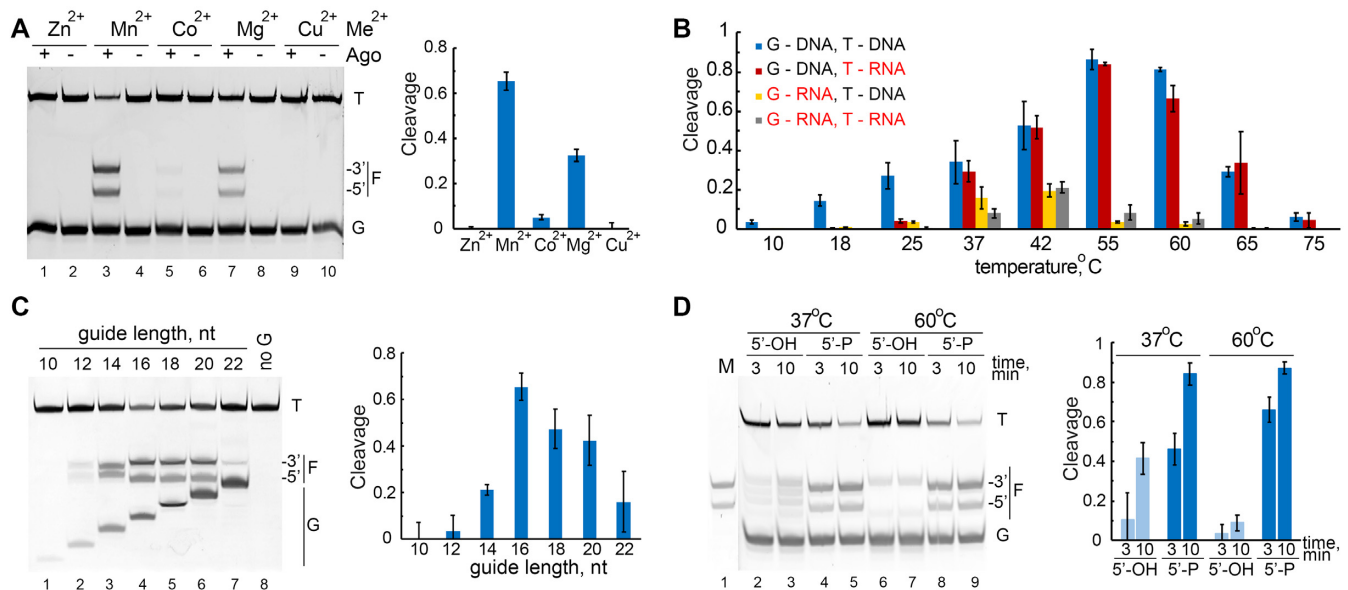 A
Zn2+ Mn2+ Co2+ Mg2+ Cu2+ Me2+
+ - + - + - + - + - Ago
T
-3'
-5'
F
G
1 2 3 4 5 6 7 8 9 10
Cleavage
0.8
0.6
0.4
0.2
0
Zn2+ Mn2+ Co2+ Mg2+ Cu2+
B
G - DNA, T - DNA
G - DNA, T - RNA
G - RNA, T - DNA
G - RNA, T - RNA
Cleavage
1
0.8
0.6
0.4
0.2
0
10 18 25 37 42 55 60 65 75
temperature,oC
C
guide length, nt
10 12 14 16 18 20 22 no G
T
-3'
-5'
F
G
1 2 3 4 5 6 7 8
Cleavage
0.8
0.6
0.4
0.2
0
10 12 14 16 18 20 22
guide length, nt
D
37oC 60oC
5'-OH 5'-P 5'-OH 5'-P
M 3 10 3 10 3 10 3 10 time, min
T
-3'
-5'
F
G
1 2 3 4 5 6 7 8 9
Cleavage
1
0.8
0.6
0.4
0.2
0
37oC 60oC
3 10 3 10 3 10 3 10 time, min
5'-OH 5'-P 5'-OH 5'-P